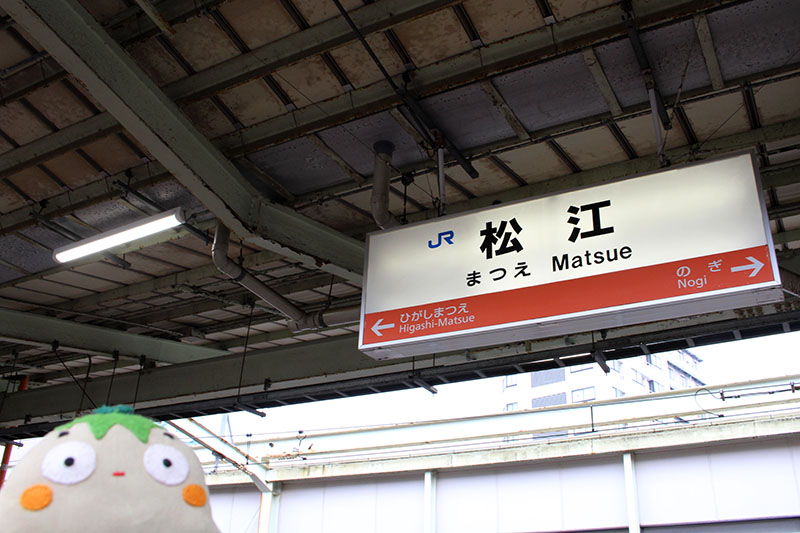 JR 松江
まつえ Matsue
のぎ
Nogi →
ひがしまつえ
← Higashi-Matsue